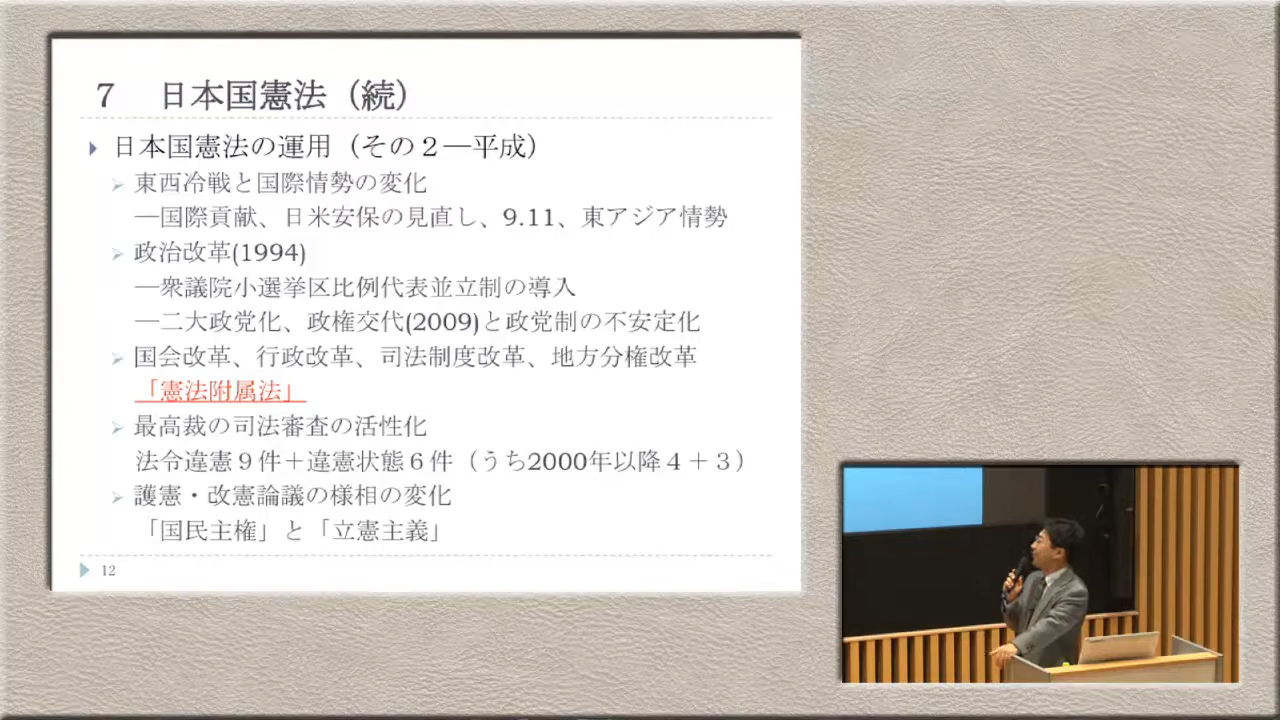 ７　日本国憲法（続）
日本国憲法の運用（その２―平成）
東西冷戦と国際情勢の変化
―国際貢献、日米安保の見直し、9.11、東アジア情勢
政治改革(1994)
―衆議院小選挙区比例代表並立制の導入
―二大政党化、政権交代(2009)と政党制の不安定化
国会改革、行政改革、司法制度改革、地方分権改革
「憲法附属法」
最高裁の司法審査の活性化
法令違憲９件＋違憲状態６件（うち2000年以降４＋３）
護憲・改憲論議の様相の変化
「国民主権」と「立憲主義」
12